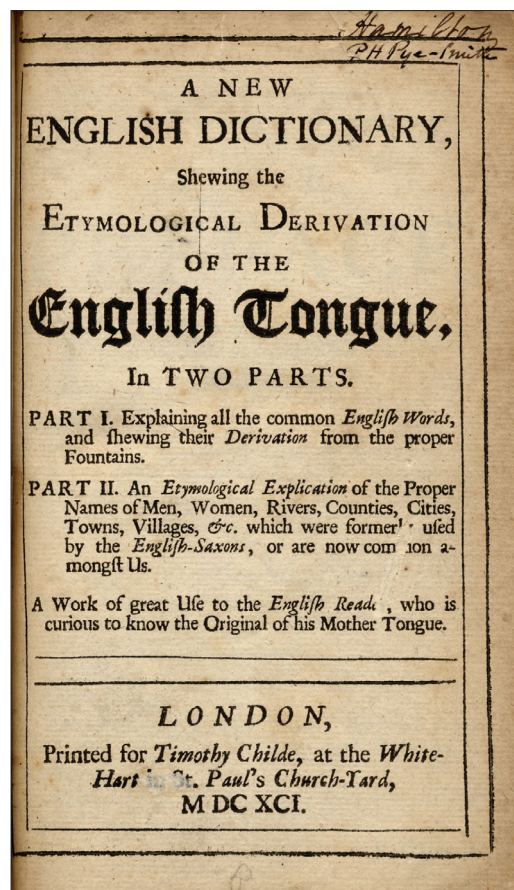 Hamilton
P H Pye-Smith
A NEW
ENGLISH DICTIONARY,
Shewing the
ETYMOLOGICAL DERIVATION
OF THE
Engliſh Tongue.
In TWO PARTS.
PART I. Explaining all the common Engliſh Words,
and ſhewing their Derivation from the proper
Fountains.
PART II. An Etymological Explication of the Proper
Names of Men, Women, Rivers, Counties, Cities,
Towns, Villages, &c. which were uſed
by the Engliſh-Saxons, or are now a-
mongſt Us.
A Work of great Uſe to the Engliſh , who is
curious to know the Original of his Mother Tongue.
LONDON,
Printed for Timothy Childe, at the White-
Hart in St. Paul's Church-Yard,
M DC XCI.